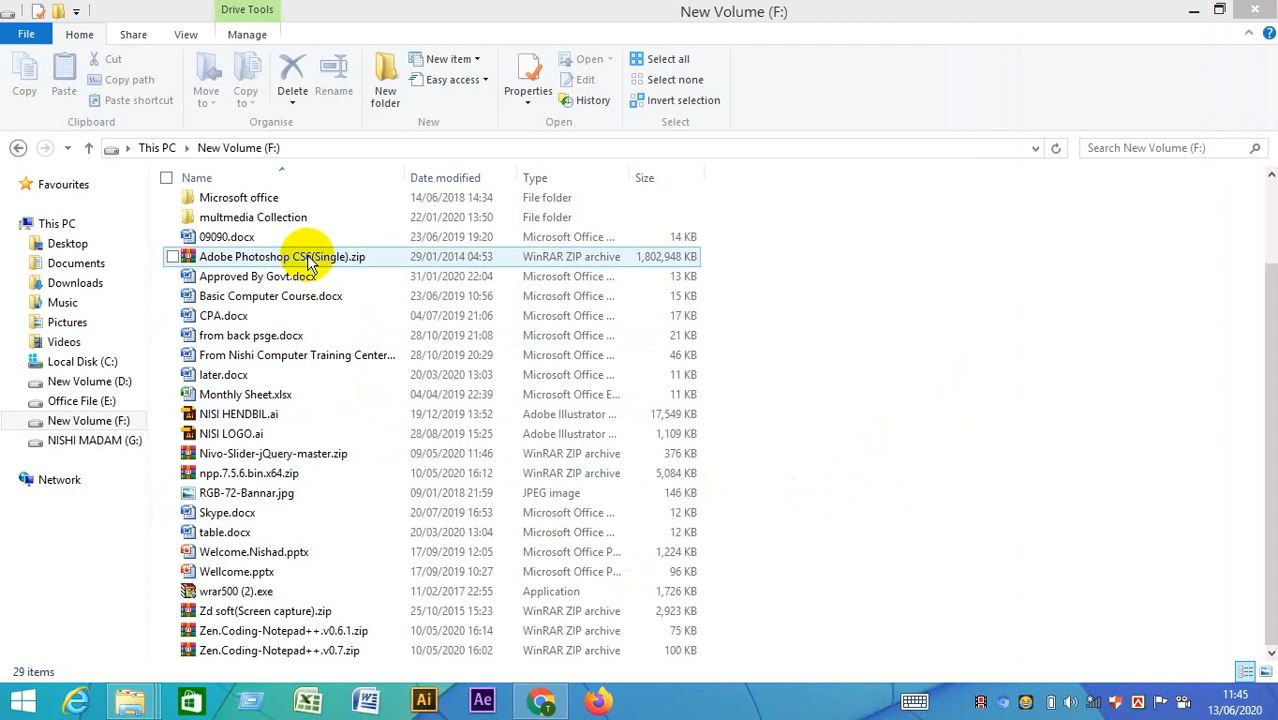 Drive Tools
New Volume (F:)
File Home Share View Manage
Copy
Paste
Cut
Copy path
Paste shortcut
Clipboard
Move to
Copy to
Delete
Rename
Organise
New folder
New item
Easy access
New
Properties
Open
Edit
History
Open
Select all
Select none
Invert selection
Select
This PC New Volume (F:)
Search New Volume (F:)
Favourites
This PC
Desktop
Documents
Downloads
Music
Pictures
Videos
Local Disk (C:)
New Volume (D:)
Office File (E:)
New Volume (F:)
NISHI MADAM (G:)
Network
Name Date modified Type Size
Microsoft office 14/06/2018 14:34 File folder
multmedia Collection 22/01/2020 13:50 File folder
09090.docx 23/06/2019 19:20 Microsoft Office ... 14 KB
Adobe Photoshop CS6(Single).zip 29/01/2014 04:53 WinRAR ZIP archive 1,802,948 KB
Approved By Govt.docx 31/01/2020 22:04 Microsoft Office ... 13 KB
Basic Computer Course.docx 23/06/2019 10:56 Microsoft Office ... 15 KB
CPA.docx 04/07/2019 21:06 Microsoft Office ... 11 KB
from back psge.docx 28/10/2019 21:08 Microsoft Office ... 21 KB
From Nishi Computer Training Center... 28/10/2019 20:29 Microsoft Office ... 46 KB
later.docx 20/03/2020 13:03 Microsoft Office ... 11 KB
Monthly Sheet.xlsx 04/04/2019 22:39 Microsoft Office E... 11 KB
NISI HENDBIL.ai 19/12/2019 13:52 Adobe Illustrator ... 17,549 KB
NISI LOGO.ai 28/08/2019 15:25 Adobe Illustrator ... 1,109 KB
Nivo-Slider-jQuery-master.zip 09/05/2020 11:46 WinRAR ZIP archive 376 KB
npp.7.5.6.bin.x64.zip 10/05/2020 16:12 WinRAR ZIP archive 5,084 KB
RGB-72-Bannar.jpg 09/01/2018 21:59 JPEG image 146 KB
Skype.docx 20/07/2019 16:53 Microsoft Office ... 12 KB
table.docx 20/03/2020 13:04 Microsoft Office ... 12 KB
Welcome.Nishad.pptx 17/09/2019 12:05 Microsoft Office P... 1,224 KB
Wellcome.pptx 17/09/2019 10:27 Microsoft Office P... 96 KB
wrar500 (2).exe 11/02/2017 22:55 Application 1,726 KB
Zd soft(Screen capture).zip 25/10/2015 15:23 WinRAR ZIP archive 2,923 KB
Zen.Coding-Notepad++.v0.6.1.zip 10/05/2020 16:14 WinRAR ZIP archive 75 KB
Zen.Coding-Notepad++.v0.7.zip 10/05/2020 16:02 WinRAR ZIP archive 100 KB
29 items
Ai
Ae
T
11:45
13/06/2020